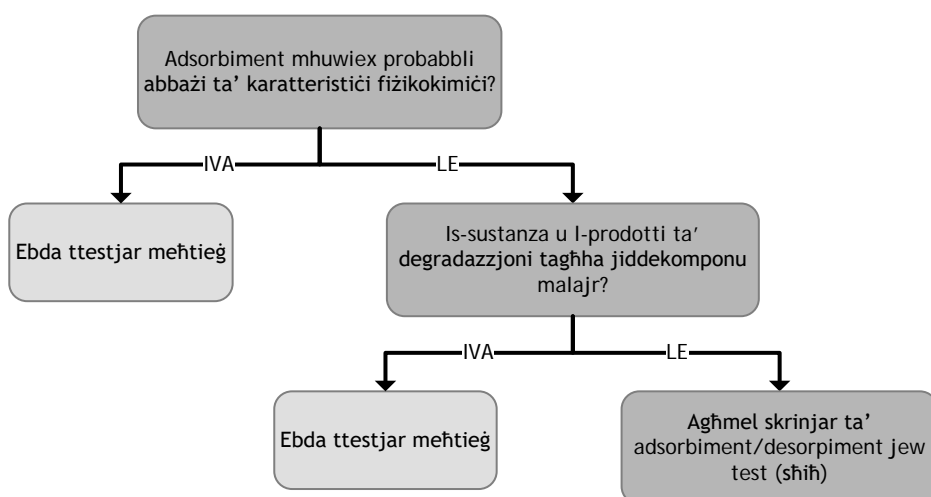 Adsorbiment mhuwiex probabbli
abbażi ta’ karatteristiċi fiżikokimiċi?
IVA
LE
Ebda ttestjar meħtieġ
Is-sustanza u l-prodotti ta’
degradazzjoni tagħha jiddekomponu
malajr?
IVA
LE
Ebda ttestjar meħtieġ
Agħmel skrinjar ta’
adsorbiment/desorpiment jew
test (sħiħ)